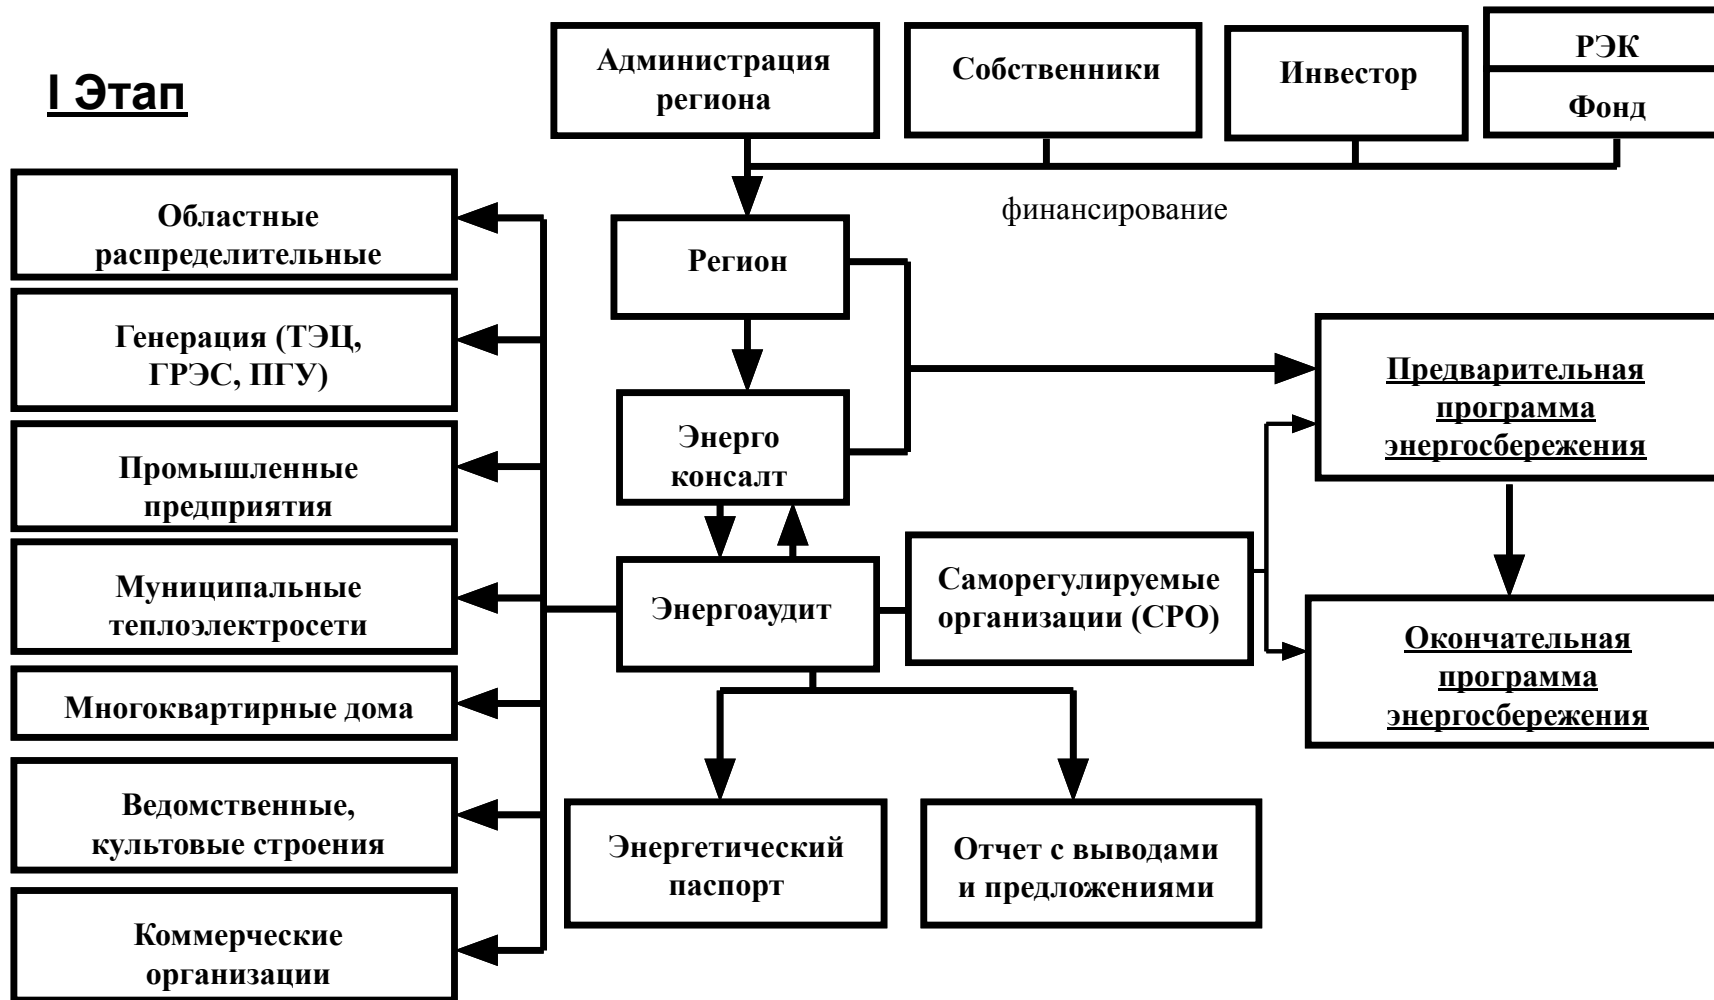 I Этап
Администрация
региона
Собственники
Инвестор
РЭК
Фонд
финансирование
Областные
распределительные
Генерация (ТЭЦ,
ГРЭС, ПГУ)
Промышленные
предприятия
Муниципальные
теплоэлектросети
Многоквартирные дома
Ведомственные,
культовые строения
Коммерческие
организации
Регион
Энерго
консалт
Энергоаудит
Саморегулируемые
организации (СРО)
Энергетический
паспорт
Отчет с выводами
и предложениями
Предварительная
программа
энергосбережения
Окончательная
программа
энергосбережения